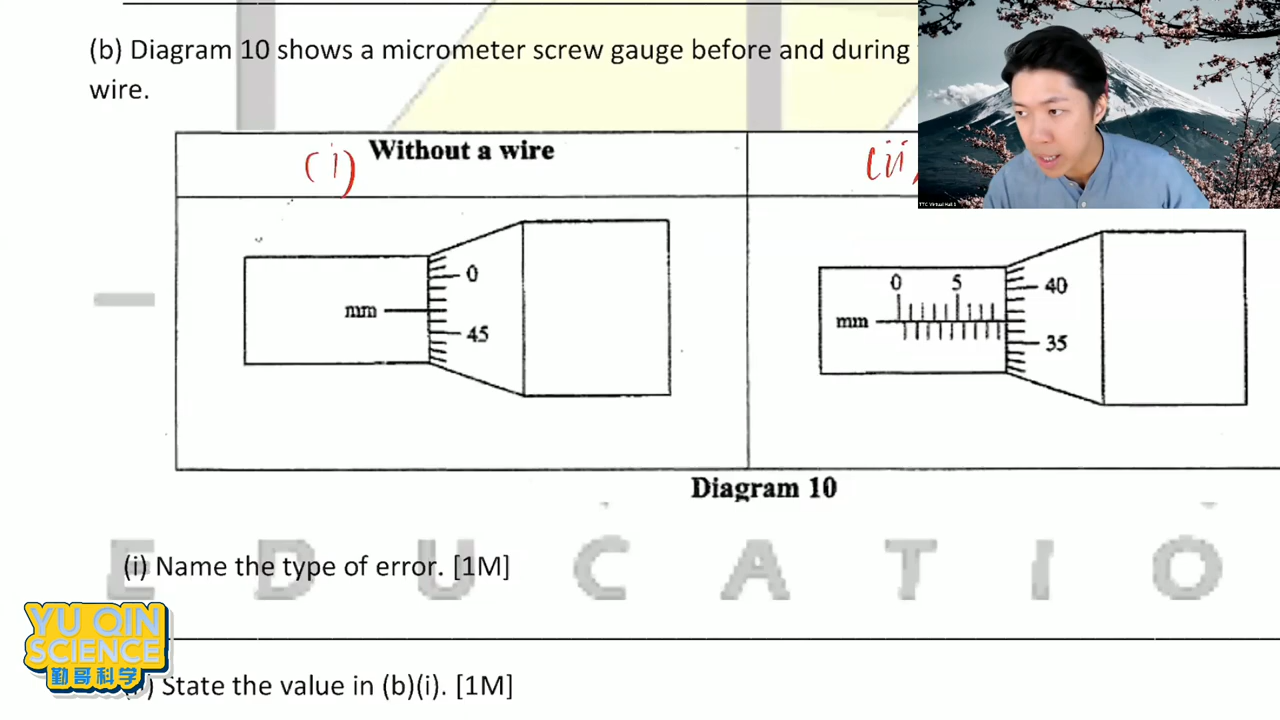 (b) Diagram 10 shows a micrometer screw gauge before and during
wire.
(i) Without a wire
(ii)
0
mm
45
0 5
40
mm
35
Diagram 10
E D U C A T I O
(i) Name the type of error. [1M]
YU QIN
SCIENCE
勤哥科学
State the value in (b)(i). [1M]